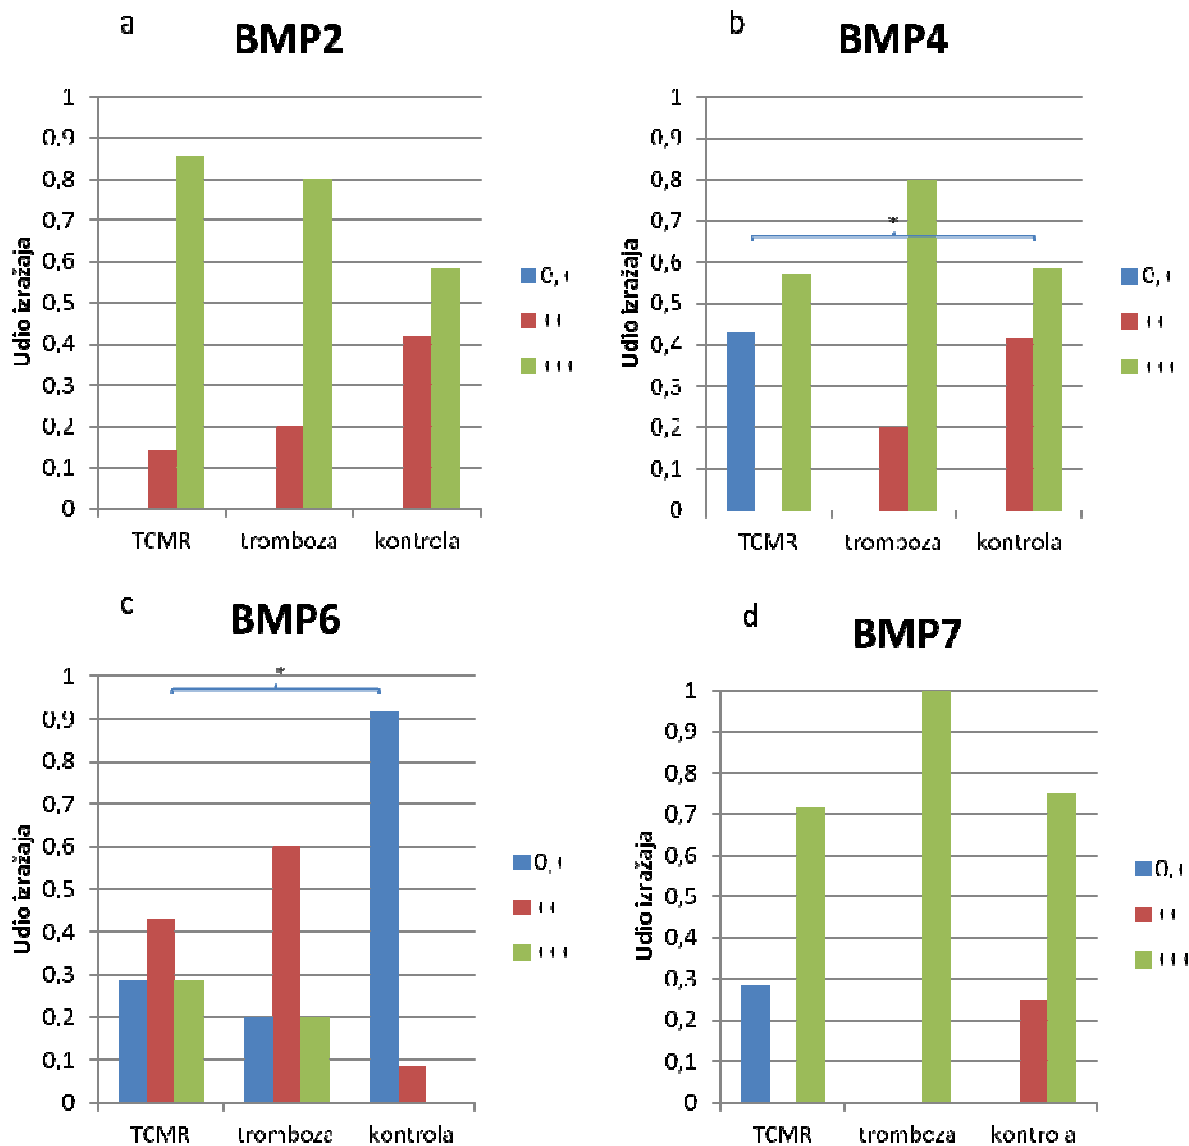 a
BMP2
1
0,9
0,8
0,7
0,6
0,5
0,4
0,3
0,2
0,1
0
Udio izražaja
TCMR
tromboza
kontrola
0,+
++
+++
b
BMP4
1
0,9
0,8
0,7
0,6
0,5
0,4
0,3
0,2
0,1
0
Udio izražaja
*
TCMR
tromboza
kontrola
0,+
++
+++
c
BMP6
1
0,9
0,8
0,7
0,6
0,5
0,4
0,3
0,2
0,1
0
Udio izražaja
*
TCMR
tromboza
kontrola
0,+
++
+++
d
BMP7
1
0,9
0,8
0,7
0,6
0,5
0,4
0,3
0,2
0,1
0
Udio izražaja
TCMR
tromboza
kontrola
0,+
++
+++